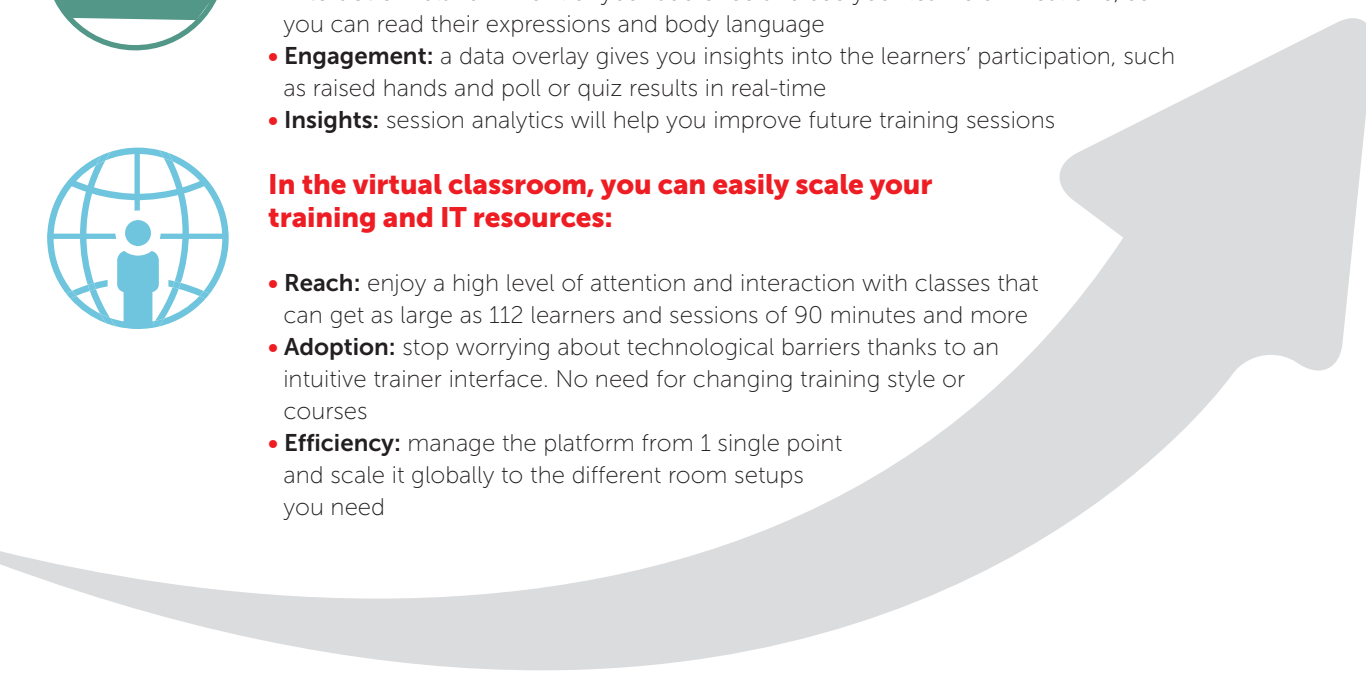 you can read their expressions and body language
• Engagement: a data overlay gives you insights into the learners’ participation, such
as raised hands and poll or quiz results in real-time
• Insights: session analytics will help you improve future training sessions
In the virtual classroom, you can easily scale your
training and IT resources:
• Reach: enjoy a high level of attention and interaction with classes that
can get as large as 112 learners and sessions of 90 minutes and more
• Adoption: stop worrying about technological barriers thanks to an
intuitive trainer interface. No need for changing training style or
courses
• Efficiency: manage the platform from 1 single point
and scale it globally to the different room setups
you need